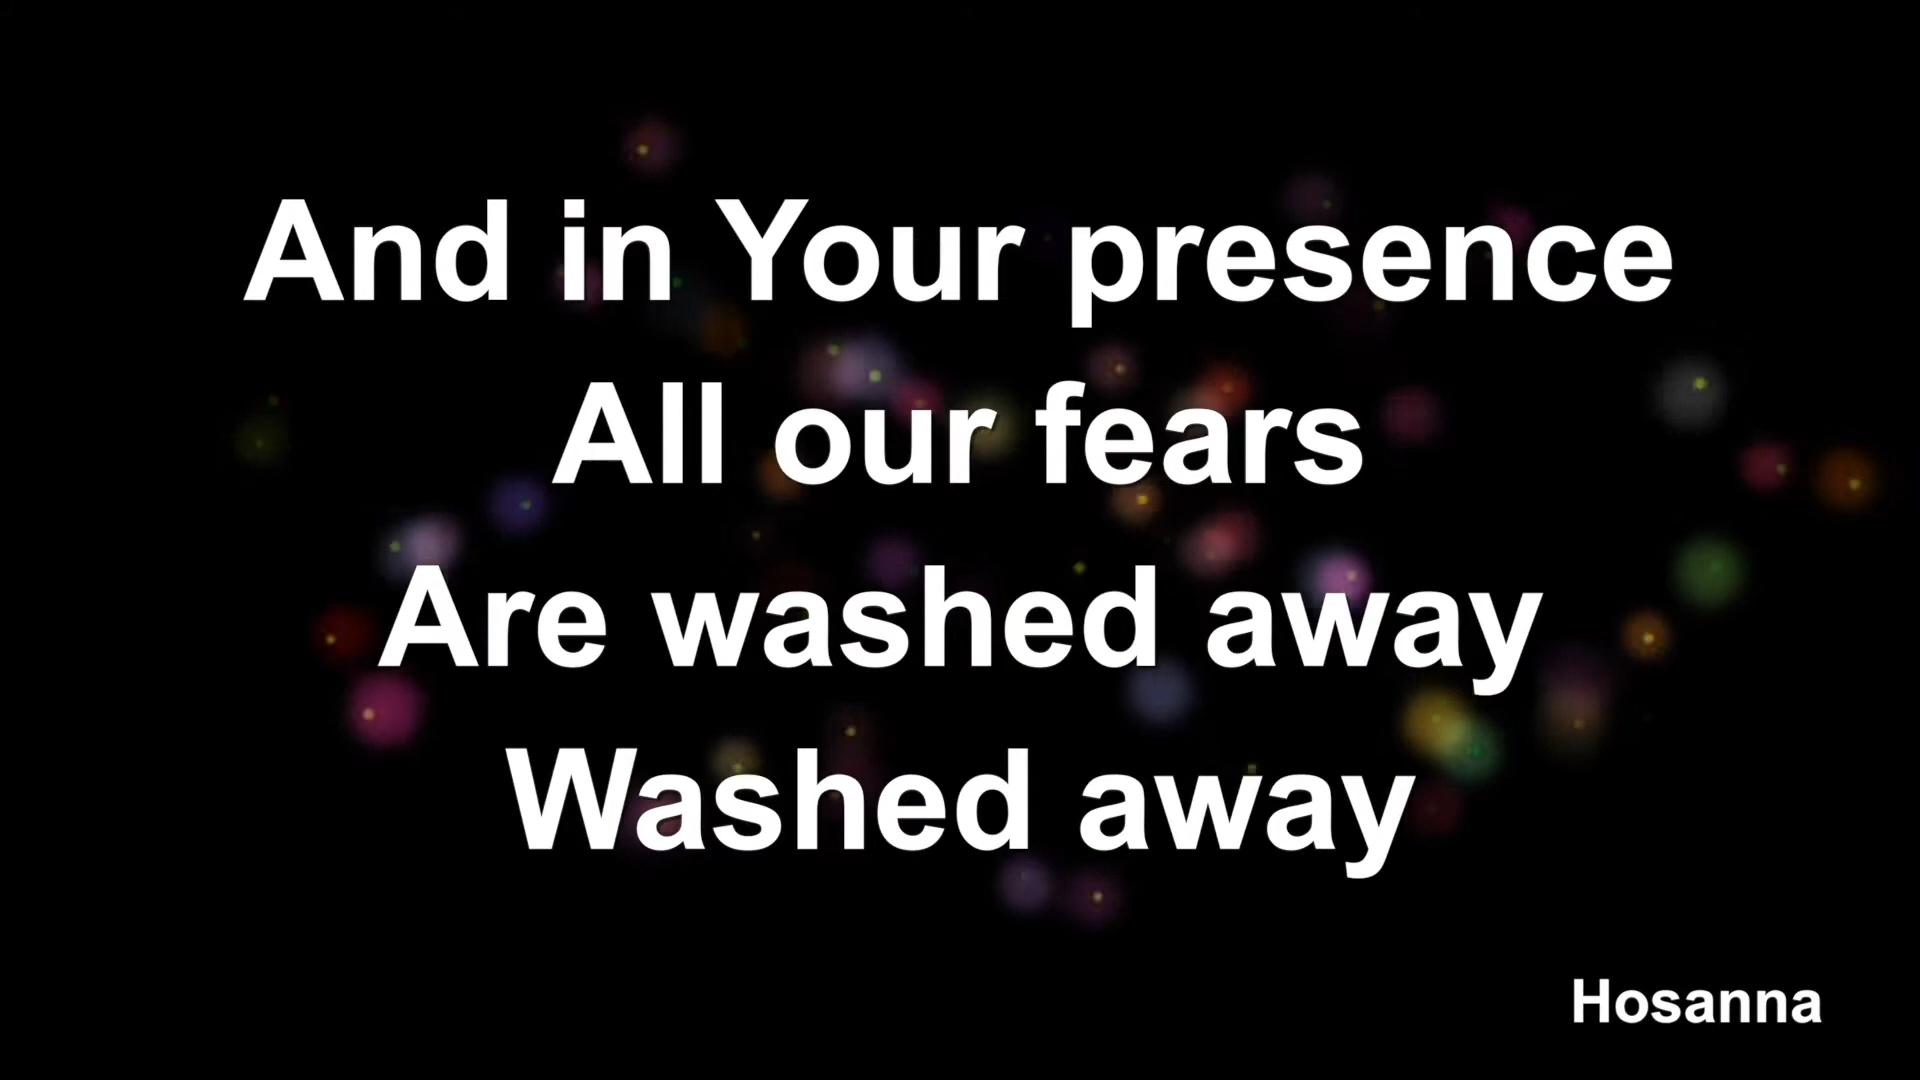 And in Your presence
All our fears
Are washed away
Washed away
Hosanna